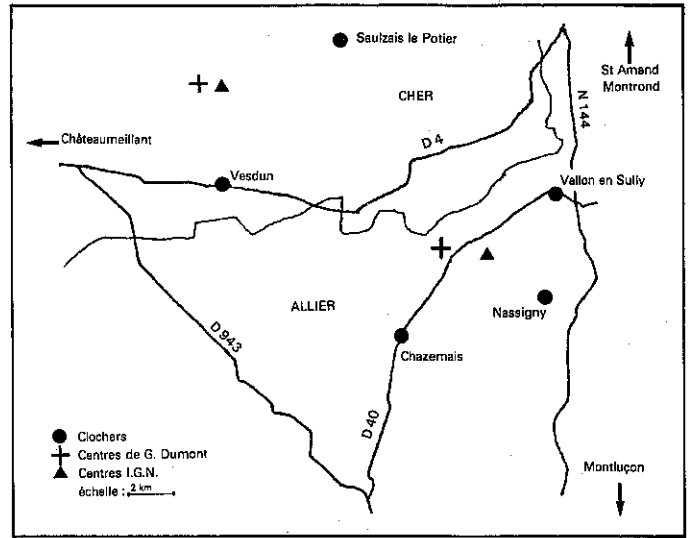 Saulzais le Potier
St Amand
Montrond
CHER
N 144
D 4
Châteaumeillant
Vesdun
Vallon en Sully
ALLIER
Nassigny
D 943
Chazemais
D 40
Clochers
Centres de G. Dumont
Centres I.G.N.
échelle : 2 km
Montluçon